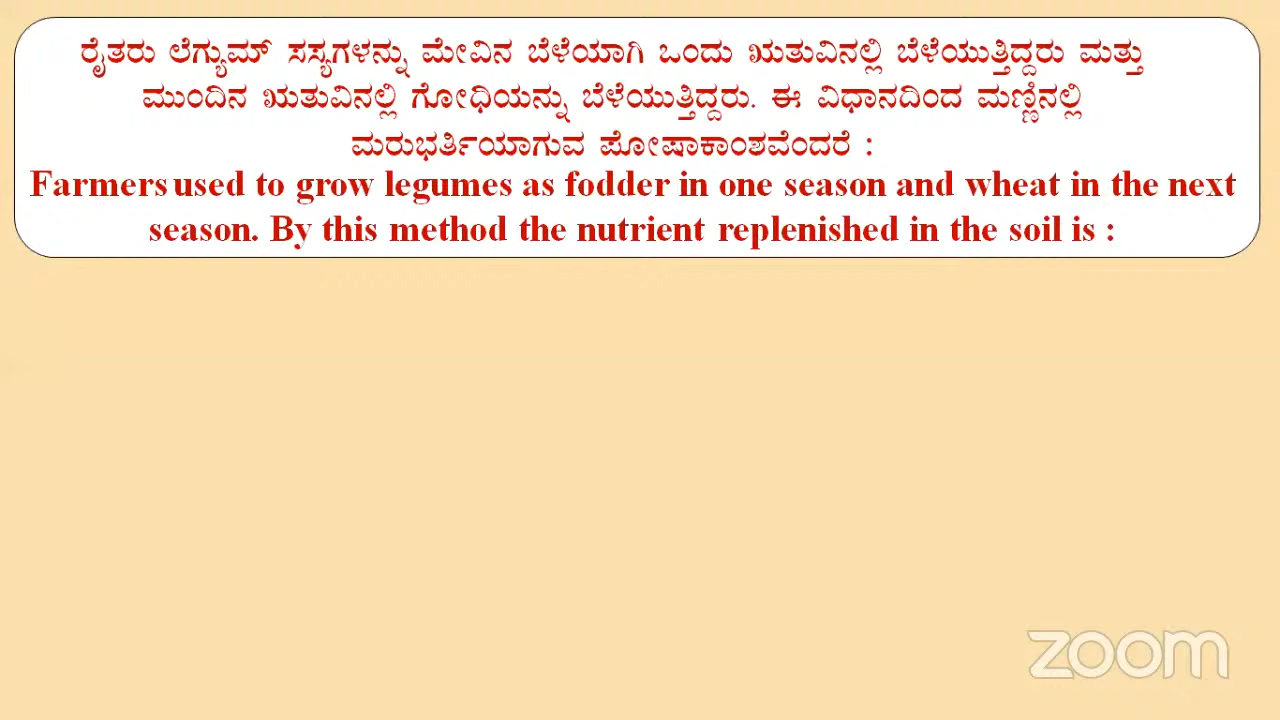 ರೈತರು ಲೆಗ್ಯುಮ್ ಸಸ್ಯಗಳನ್ನು ಮೇವಿನ ಬೆಳೆಯಾಗಿ ಒಂದು ಋತುವಿನಲ್ಲಿ ಬೆಳೆಯುತ್ತಿದ್ದರು ಮತ್ತು
ಮುಂದಿನ ಋತುವಿನಲ್ಲಿ ಗೋಧಿಯನ್ನು ಬೆಳೆಯುತ್ತಿದ್ದರು. ಈ ವಿಧಾನದಿಂದ ಮಣ್ಣಿನಲ್ಲಿ
ಮರುಭರ್ತಿಯಾಗುವ ಪೋಷಾಕಾಂಶವೆಂದರೆ :
Farmers used to grow legumes as fodder in one season and wheat in the next
season. By this method the nutrient replenished in the soil is :
zoom